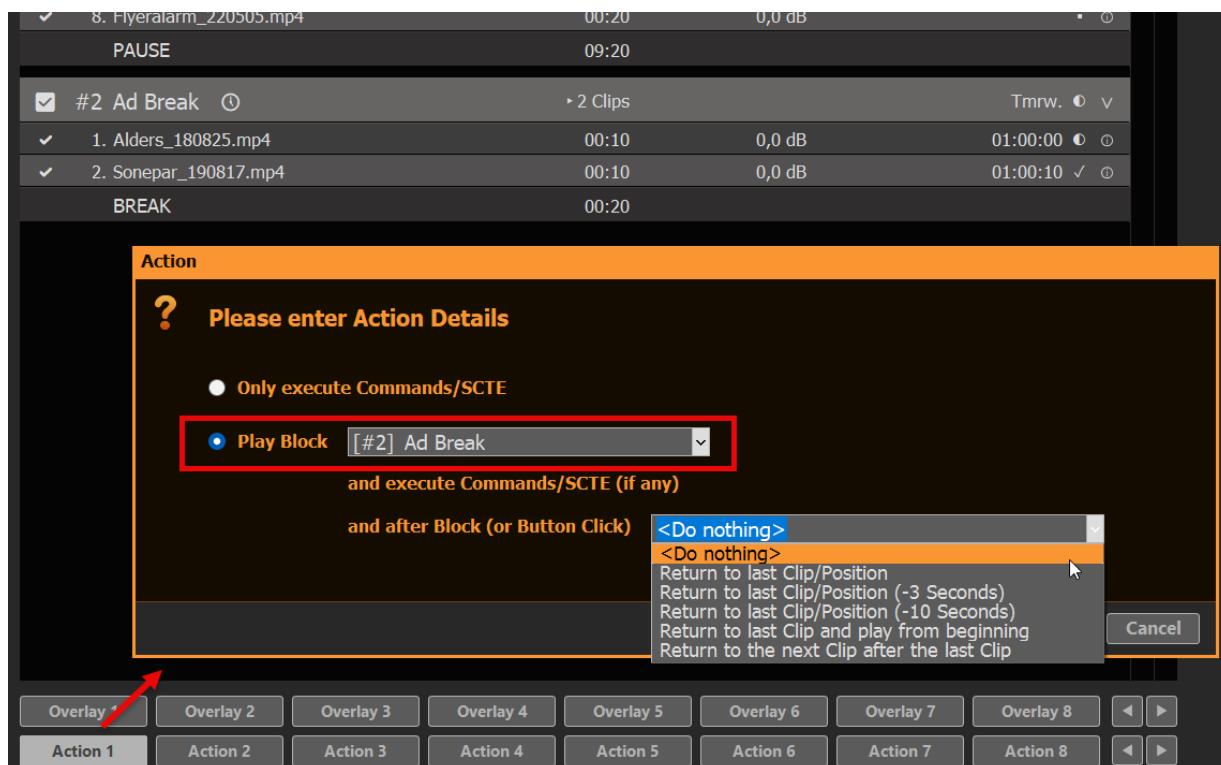 8. Flyeralarm_220505.mp4 00:20 0,0 dB
PAUSE 09:20
#2 Ad Break ▸ 2 Clips Tmrw.
1. Alders_180825.mp4 00:10 0,0 dB 01:00:00
2. Sonepar_190817.mp4 00:10 0,0 dB 01:00:10
BREAK 00:20
Action
? Please enter Action Details
Only execute Commands/SCTE
Play Block [#2] Ad Break
and execute Commands/SCTE (if any)
and after Block (or Button Click) <Do nothing>
<Do nothing>
Return to last Clip/Position
Return to last Clip/Position (-3 Seconds)
Return to last Clip/Position (-10 Seconds)
Return to last Clip and play from beginning
Return to the next Clip after the last Clip
Cancel
Overlay 1 Overlay 2 Overlay 3 Overlay 4 Overlay 5 Overlay 6 Overlay 7 Overlay 8
Action 1 Action 2 Action 3 Action 4 Action 5 Action 6 Action 7 Action 8